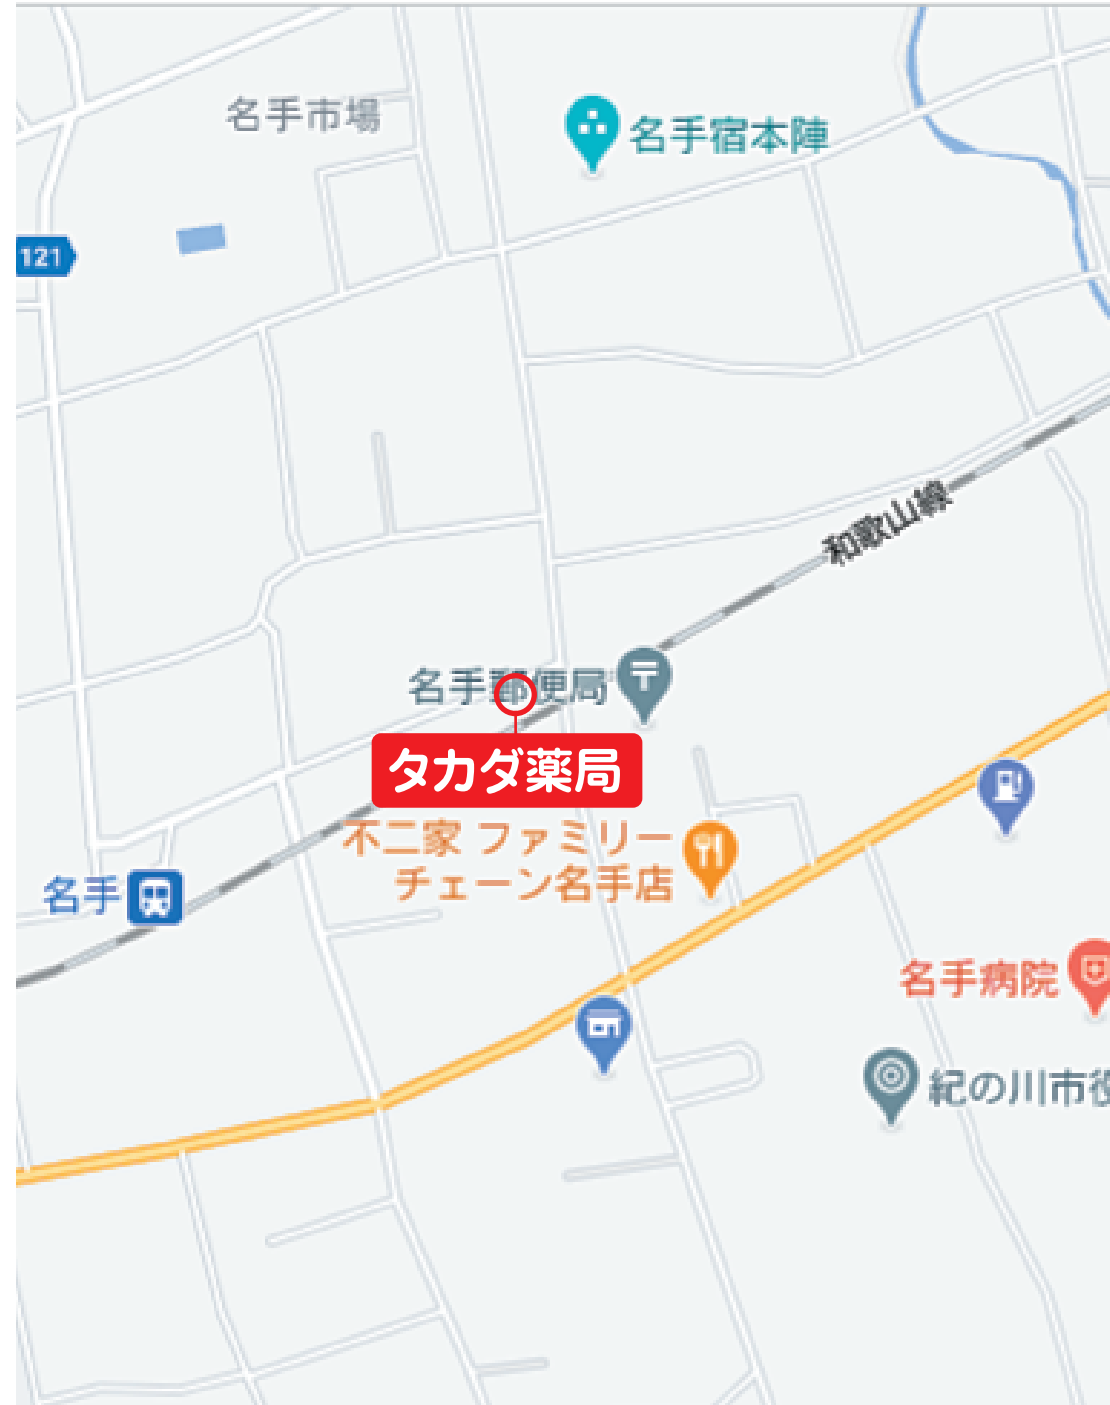 名手市場
名手宿本陣
121
和歌山線
名手郵便局
タカダ薬局
不二家 ファミリー
チェーン名手店
名手
名手病院
紀の川市役